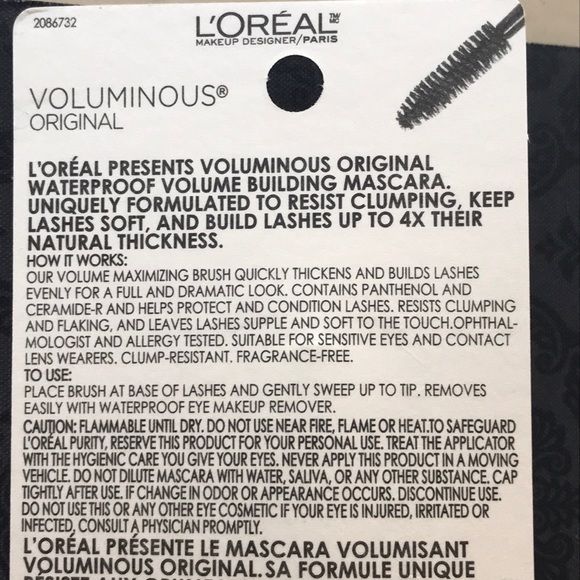 2086732
L'ORÉAL TM/MC
MAKEUP DESIGNER/PARIS
VOLUMINOUS®
ORIGINAL
L'ORÉAL PRESENTS VOLUMINOUS ORIGINAL
WATERPROOF VOLUME BUILDING MASCARA.
UNIQUELY FORMULATED TO RESIST CLUMPING, KEEP
LASHES SOFT, AND BUILD LASHES UP TO 4X THEIR
NATURAL THICKNESS.
HOW IT WORKS:
OUR VOLUME MAXIMIZING BRUSH QUICKLY THICKENS AND BUILDS LASHES
EVENLY FOR A FULL AND DRAMATIC LOOK. CONTAINS PANTHENOL AND
CERAMIDE-R AND HELPS PROTECT AND CONDITION LASHES. RESISTS CLUMPING
AND FLAKING, AND LEAVES LASHES SUPPLE AND SOFT TO THE TOUCH.OPHTHAL-
MOLOGIST AND ALLERGY TESTED. SUITABLE FOR SENSITIVE EYES AND CONTACT
LENS WEARERS. CLUMP-RESISTANT. FRAGRANCE-FREE.
TO USE:
PLACE BRUSH AT BASE OF LASHES AND GENTLY SWEEP UP TO TIP. REMOVES
EASILY WITH WATERPROOF EYE MAKEUP REMOVER.
CAUTION: FLAMMABLE UNTIL DRY. DO NOT USE NEAR FIRE, FLAME OR HEAT.TO SAFEGUARD
L'ORÉAL PURITY, RESERVE THIS PRODUCT FOR YOUR PERSONAL USE. TREAT THE APPLICATOR
WITH THE HYGIENIC CARE YOU GIVE YOUR EYES. NEVER APPLY THIS PRODUCT IN A MOVING
VEHICLE. DO NOT DILUTE MASCARA WITH WATER, SALIVA, OR ANY OTHER SUBSTANCE. CAP
TIGHTLY AFTER USE. IF CHANGE IN ODOR OR APPEARANCE OCCURS. DISCONTINUE USE.
DO NOT USE THIS OR ANY OTHER EYE COSMETIC IF YOUR EYE IS INJURED, IRRITATED OR
INFECTED, CONSULT A PHYSICIAN PROMPTLY.
L'ORÉAL PRÉSENTE LE MASCARA VOLUMISANT
VOLUMINOUS ORIGINAL.SA FORMULE UNIQUE